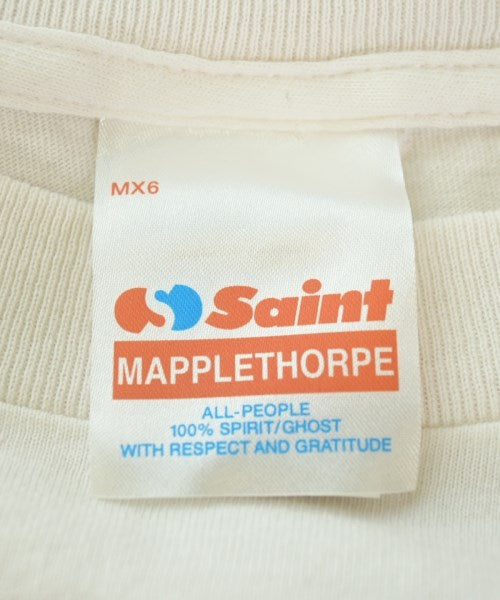 MX6
Saint
MAPPLETHORPE
ALL-PEOPLE
100% SPIRIT/GHOST
WITH RESPECT AND GRATITUDE